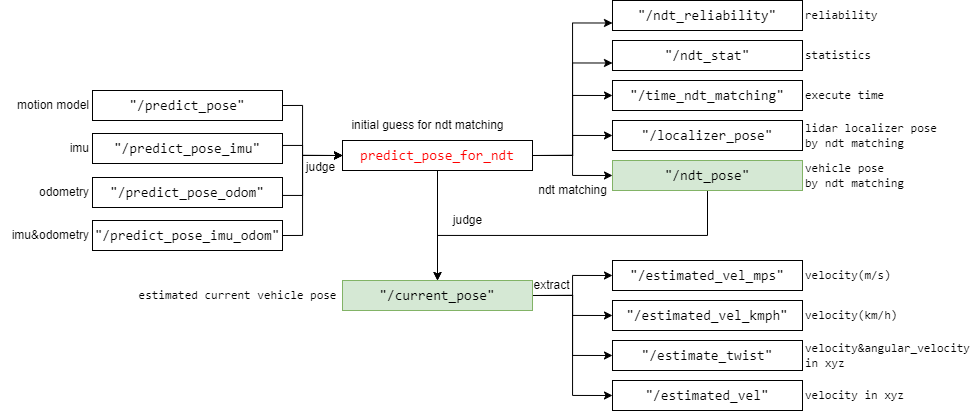 "/ndt_reliability"
reliability
"/ndt_stat"
statistics
motion model
"/predict_pose"
"/time_ndt_matching"
execute time
initial guess for ndt matching
imu
"/predict_pose_imu"
judge
predict_pose_for_ndt
"/localizer_pose"
lidar localizer pose
by ndt matching
odometry
"/predict_pose_odom"
ndt matching
"/ndt_pose"
vehicle pose
by ndt matching
imu&odometry
"/predict_pose_imu_odom"
judge
estimated current vehicle pose
"/current_pose"
extract
"/estimated_vel_mps"
velocity(m/s)
"/estimated_vel_kmph"
velocity(km/h)
"/estimate_twist"
velocity&angular_velocity
in xyz
"/estimated_vel"
velocity in xyz